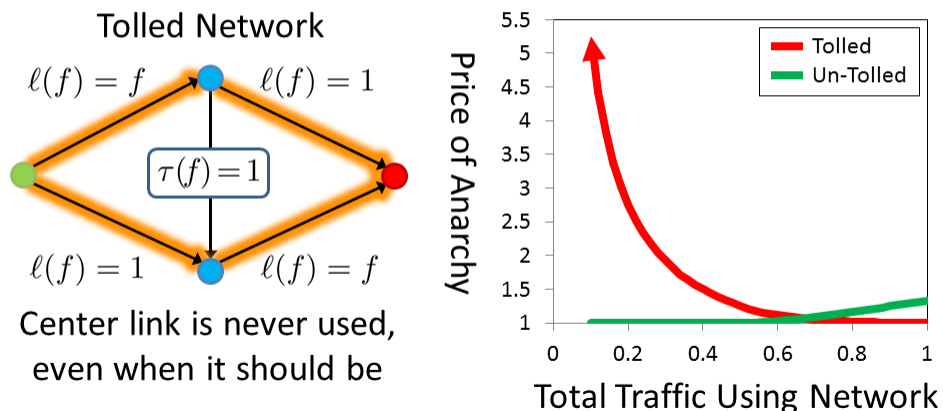 Tolled Network
ℓ(f) = f
ℓ(f) = 1
τ(f) = 1
ℓ(f) = 1
ℓ(f) = f
Center link is never used,
even when it should be
Price of Anarchy
5.5
5
4.5
4
3.5
3
2.5
2
1.5
1
Tolled
Un-Tolled
0 0.2 0.4 0.6 0.8 1
Total Traffic Using Network